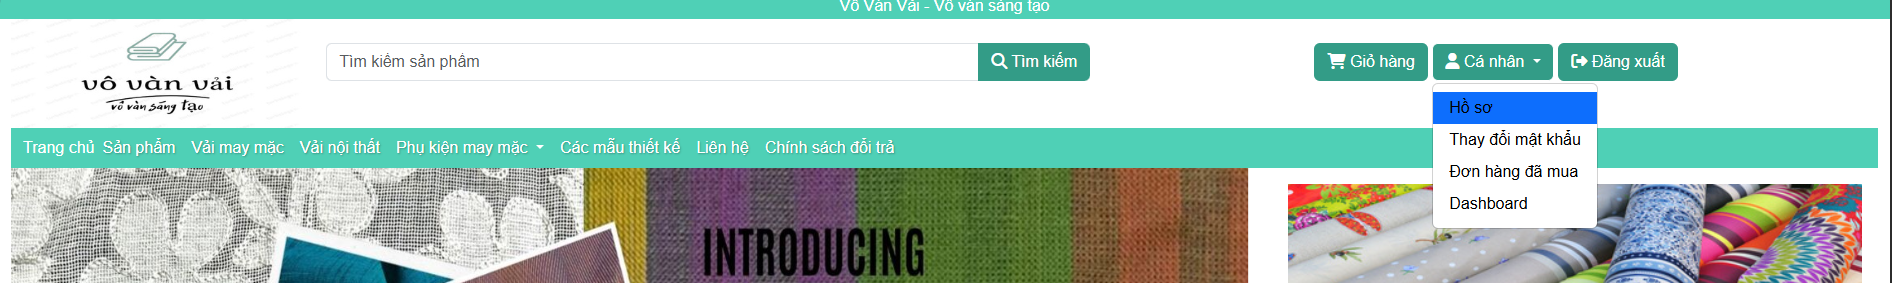 Vô Vàn Vải - Vô vàn sáng tạo
vô vàn vải
vô vàn sáng tạo
Tìm kiếm sản phẩm
Tìm kiếm
Giỏ hàng
Cá nhân
Đăng xuất
Hồ sơ
Thay đổi mật khẩu
Đơn hàng đã mua
Dashboard
Trang chủ Sản phẩm Vải may mặc Vải nội thất Phụ kiện may mặc Các mẫu thiết kế Liên hệ Chính sách đổi trả
INTRODUCING